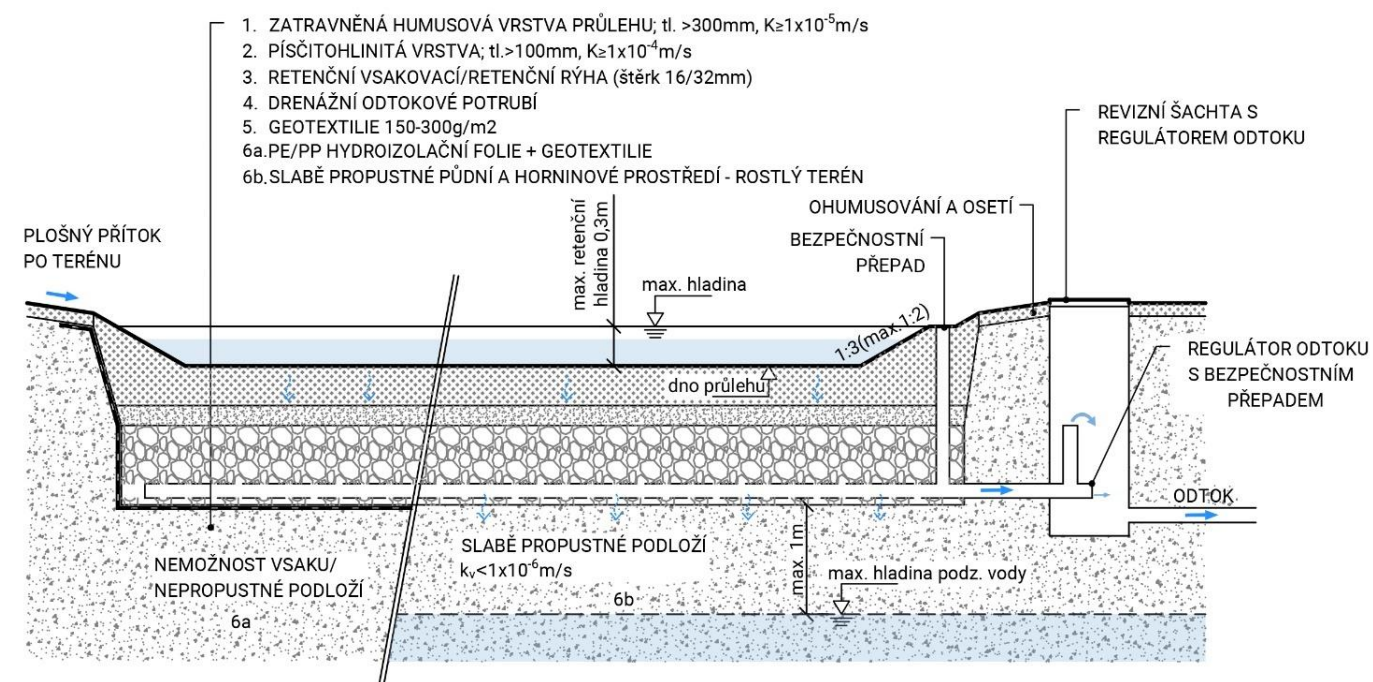 1. ZATRAVNĚNÁ HUMUSOVÁ VRSTVA PRŮLEHU; tl. >300mm, K≥1x10⁻⁵m/s
2. PÍSČITOHLINITÁ VRSTVA; tl.>100mm, K≥1x10⁻⁴m/s
3. RETENČNÍ VSAKOVACÍ/RETENČNÍ RÝHA (štěrk 16/32mm)
4. DRENÁŽNÍ ODTOKOVÉ POTRUBÍ
5. GEOTEXTILIE 150-300g/m2
6a.PE/PP HYDROIZOLAČNÍ FOLIE + GEOTEXTILIE
6b.SLABĚ PROPUSTNÉ PŮDNÍ A HORNINOVÉ PROSTŘEDÍ - ROSTLÝ TERÉN
REVIZNÍ ŠACHTA S
REGULÁTOREM ODTOKU
OHUMUSOVÁNÍ A OSETÍ
BEZPEČNOSTNÍ
PŘEPAD
PLOŠNÝ PŘÍTOK
PO TERÉNU
max. retenční
hladina 0,3m
max. hladina
1:3(max.1:2)
dno průlehu
REGULÁTOR ODTOKU
S BEZPEČNOSTNÍM
PŘEPADEM
ODTOK
NEMOŽNOST VSAKU/
NEPROPUSTNÉ PODLOŽÍ
6a
SLABĚ PROPUSTNÉ PODLOŽÍ
kᵥ<1x10⁻⁶m/s
6b
max. 1m
max. hladina podz. vody